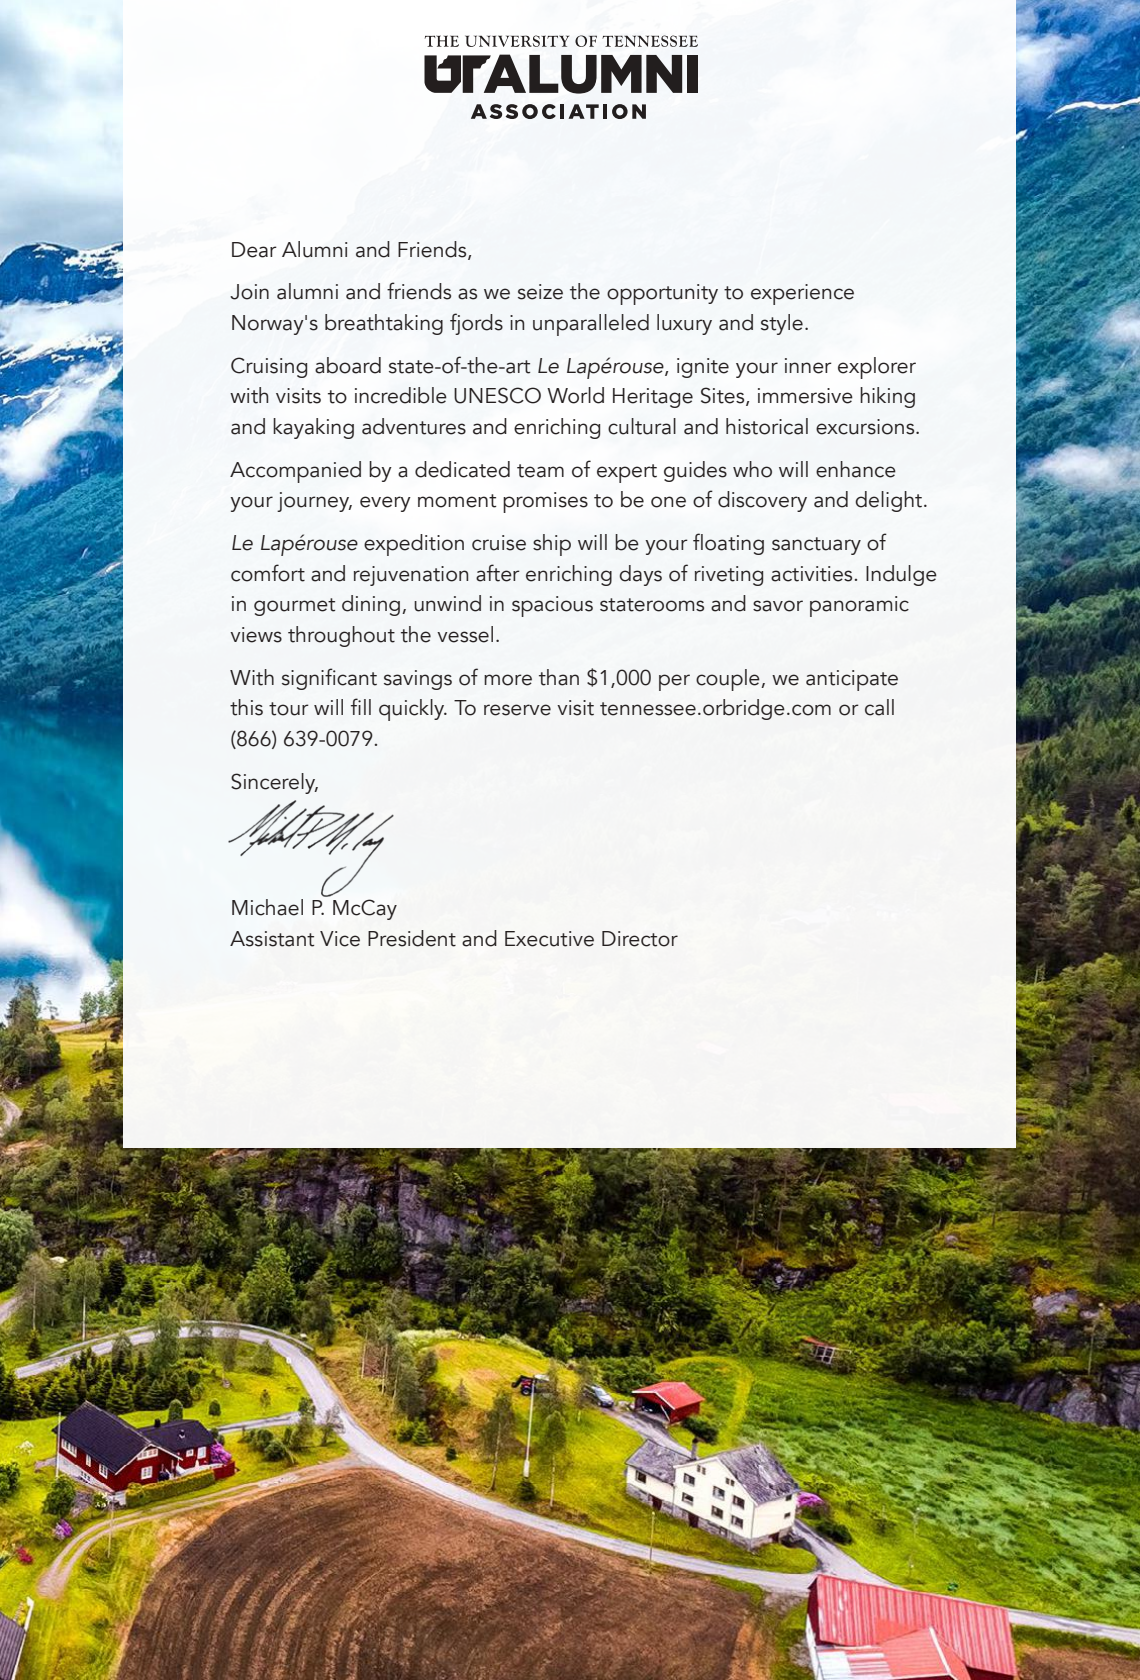 THE UNIVERSITY OF TENNESSEE
UT ALUMNI
ASSOCIATION
Dear Alumni and Friends,
Join alumni and friends as we seize the opportunity to experience
Norway's breathtaking fjords in unparalleled luxury and style.
Cruising aboard state-of-the-art Le Lapérouse, ignite your inner explorer
with visits to incredible UNESCO World Heritage Sites, immersive hiking
and kayaking adventures and enriching cultural and historical excursions.
Accompanied by a dedicated team of expert guides who will enhance
your journey, every moment promises to be one of discovery and delight.
Le Lapérouse expedition cruise ship will be your floating sanctuary of
comfort and rejuvenation after enriching days of riveting activities. Indulge
in gourmet dining, unwind in spacious staterooms and savor panoramic
views throughout the vessel.
With significant savings of more than $1,000 per couple, we anticipate
this tour will fill quickly. To reserve visit tennessee.orbridge.com or call
(866) 639-0079.
Sincerely,
Michael P. McCay
Michael P. McCay
Assistant Vice President and Executive Director